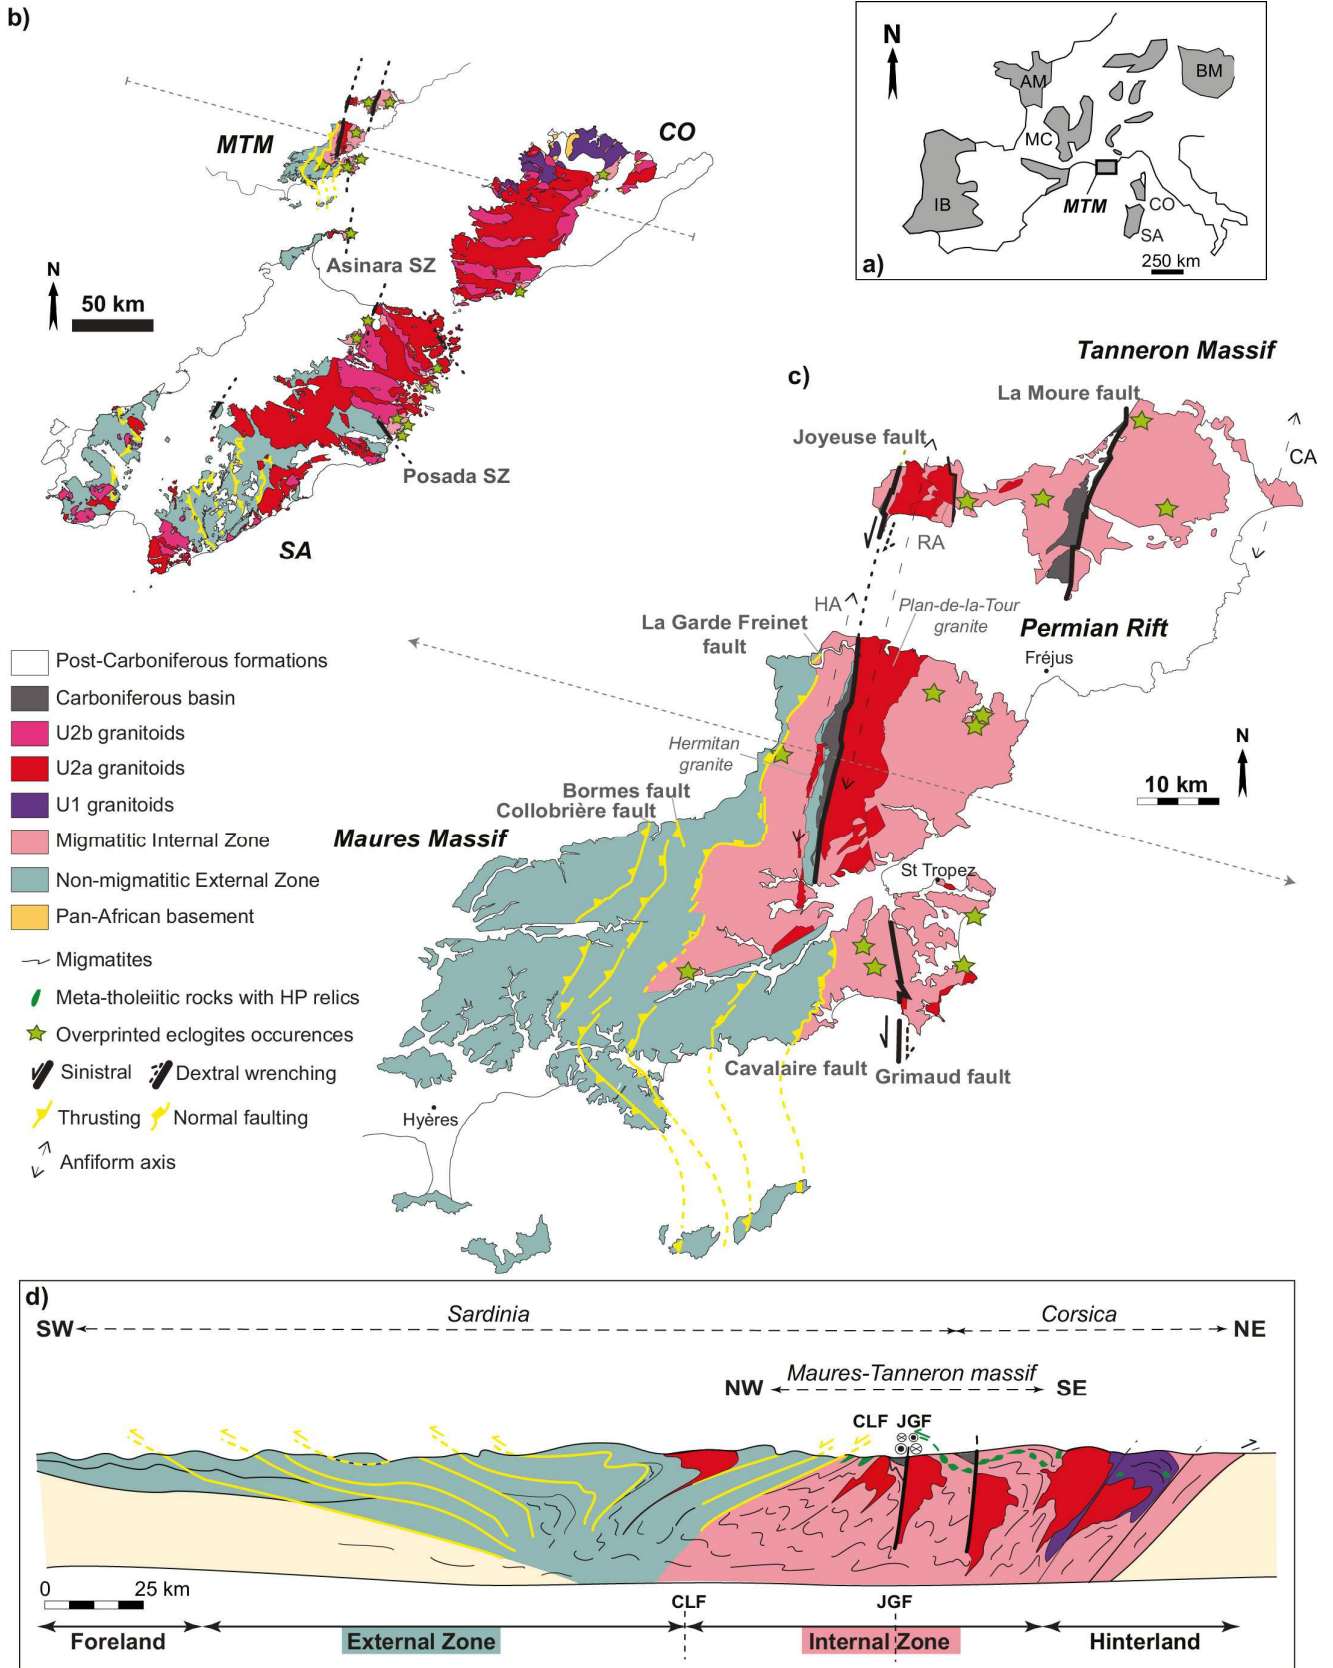 b)
MTM
CO
N
50 km
Asinara SZ
Posada SZ
SA
N
AM
BM
MC
IB
MTM
CO
SA
a)
250 km
Tanneron Massif
c)
La Moure fault
Joyeuse fault
CA
RA
HA
Plan-de-la-Tour
granite
La Garde Freinet
fault
Permian Rift
Fréjus
Hermitan
granite
N
10 km
Bormes fault
Collobrière fault
Maures Massif
St Tropez
Cavalaire fault
Grimaud fault
Hyères
Post-Carboniferous formations
Carboniferous basin
U2b granitoids
U2a granitoids
U1 granitoids
Migmatitic Internal Zone
Non-migmatitic External Zone
Pan-African basement
Migmatites
Meta-tholeiitic rocks with HP relics
Overprinted eclogites occurences
Sinistral
Dextral wrenching
Thrusting
Normal faulting
Anfiform axis
d)
Sardinia
Corsica
SW
NE
Maures-Tanneron massif
NW
SE
CLF JGF
0 25 km
CLF
JGF
Foreland
External Zone
Internal Zone
Hinterland